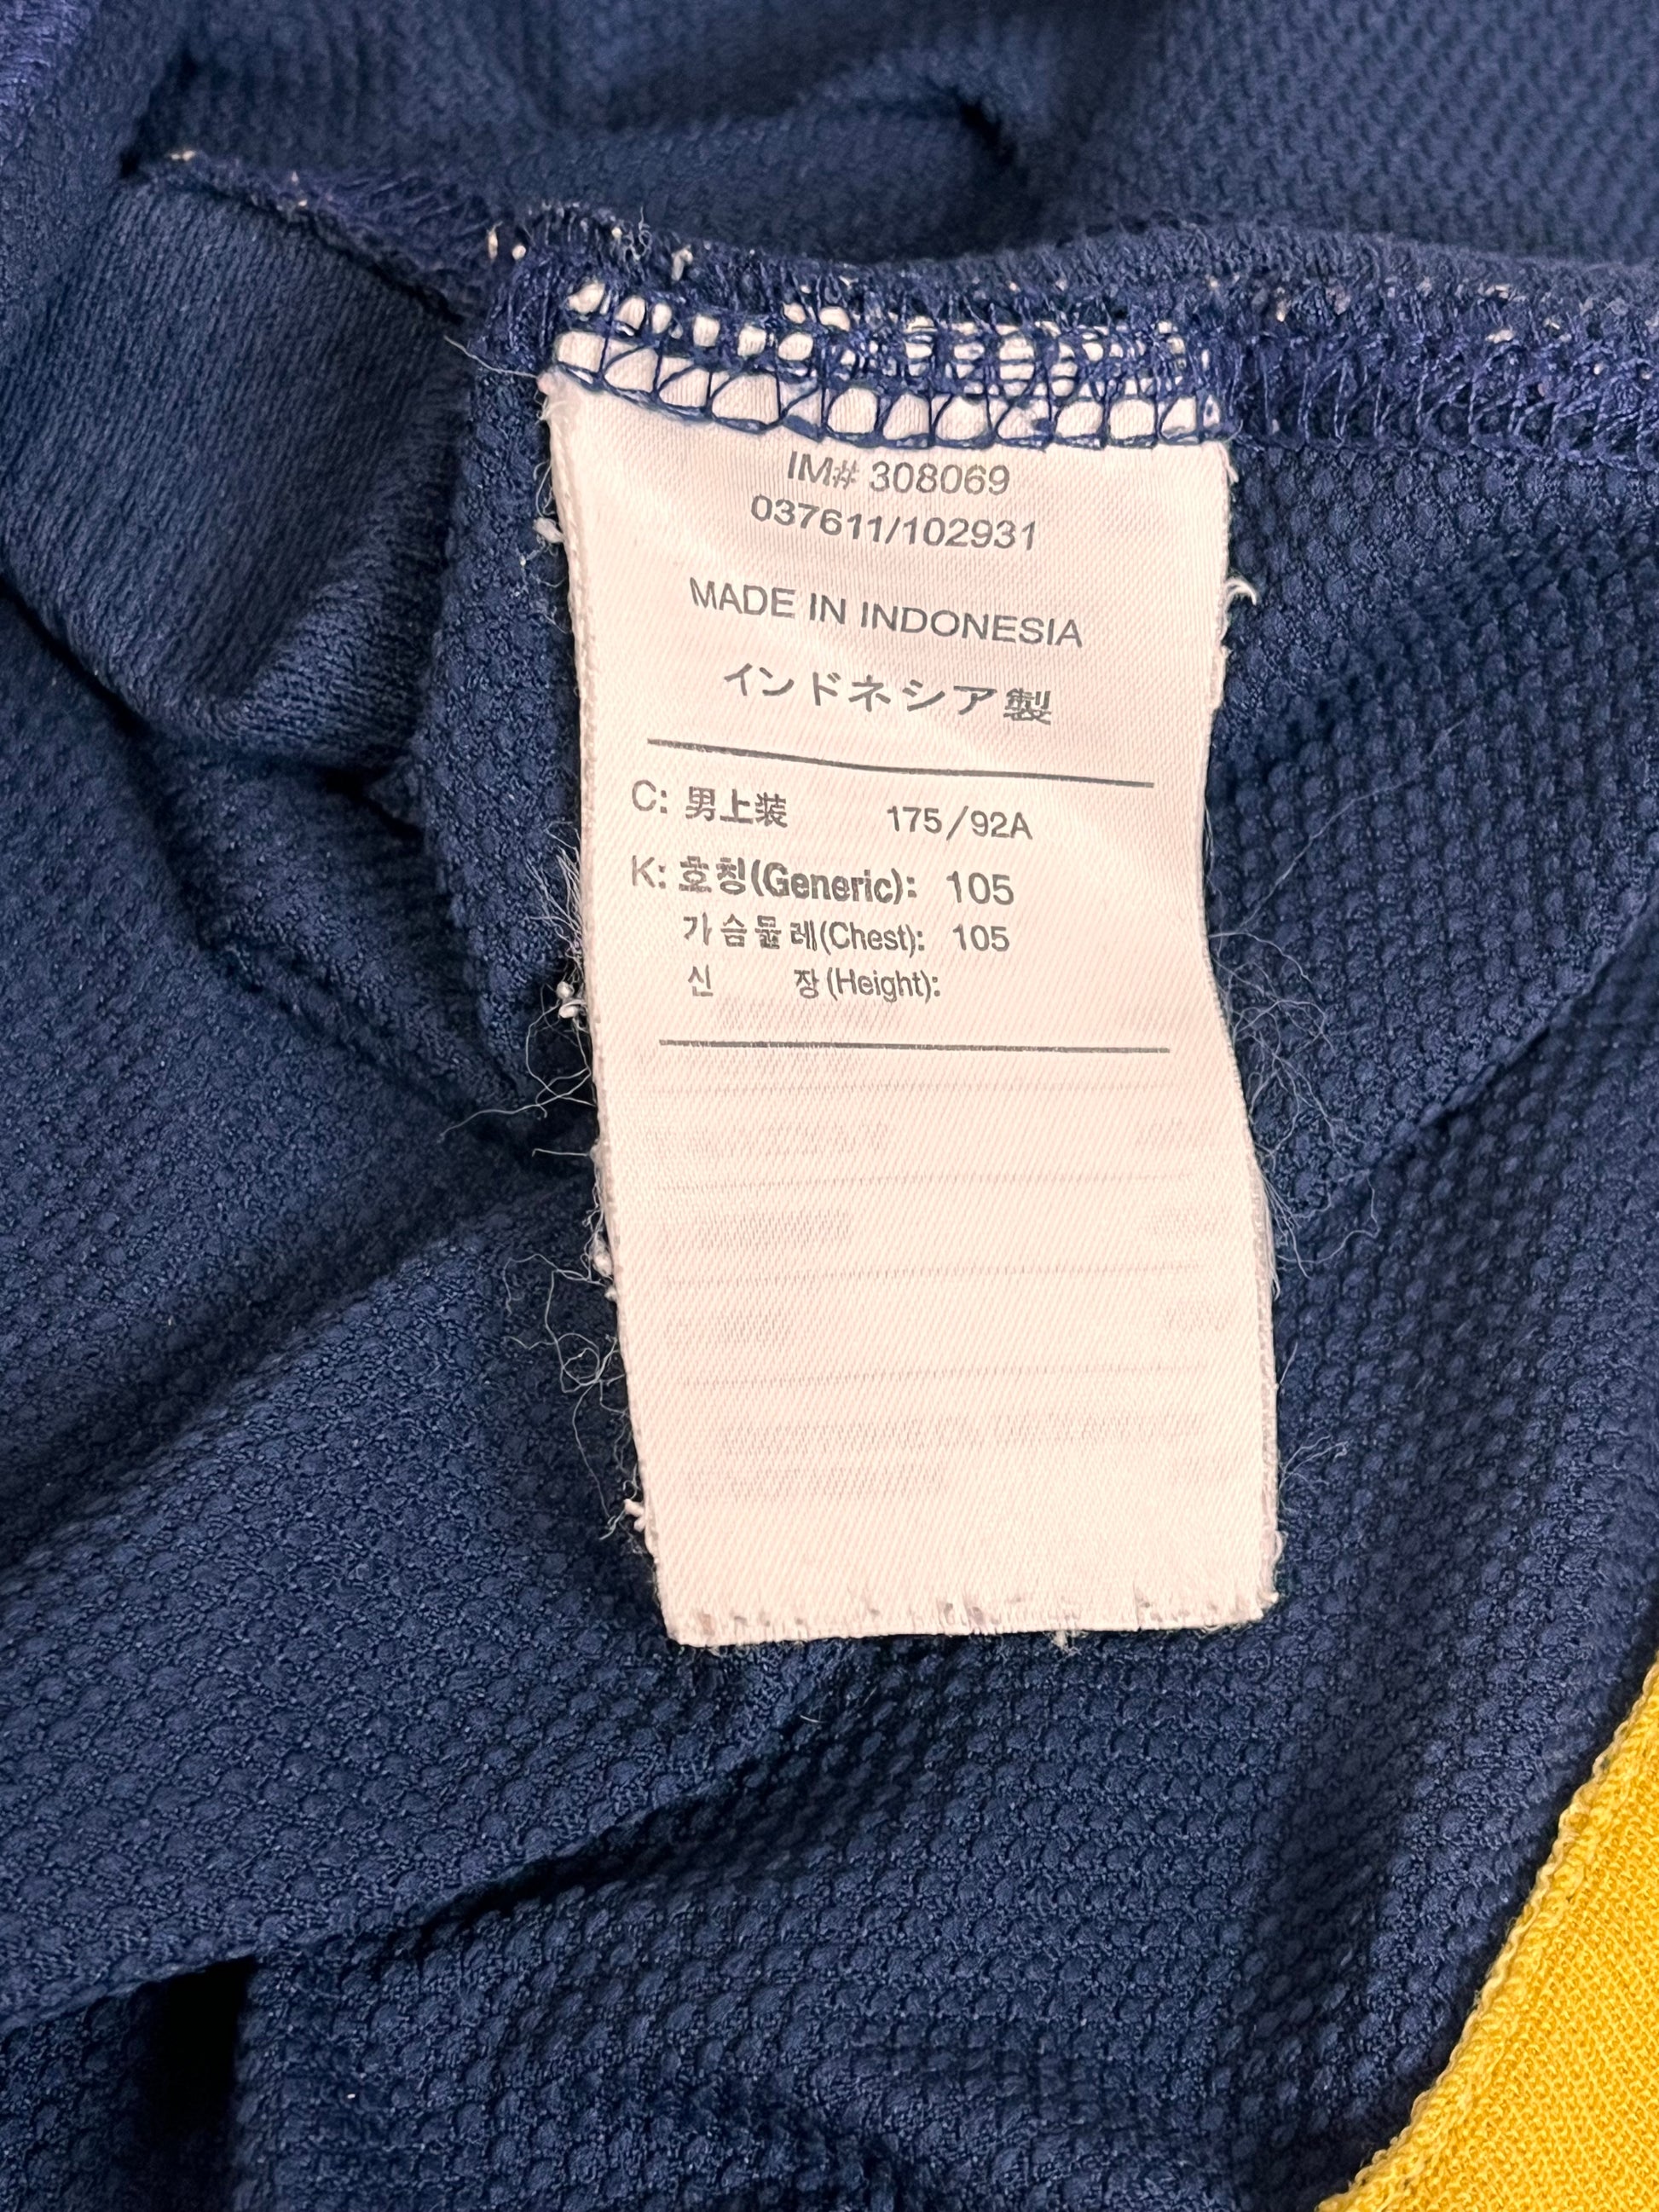 IM# 308069
037611/102931
MADE IN INDONESIA
インドネシア製
C: 男上装 175/92A
K: 호칭(Generic): 105
가슴둘레(Chest): 105
신 장(Height):